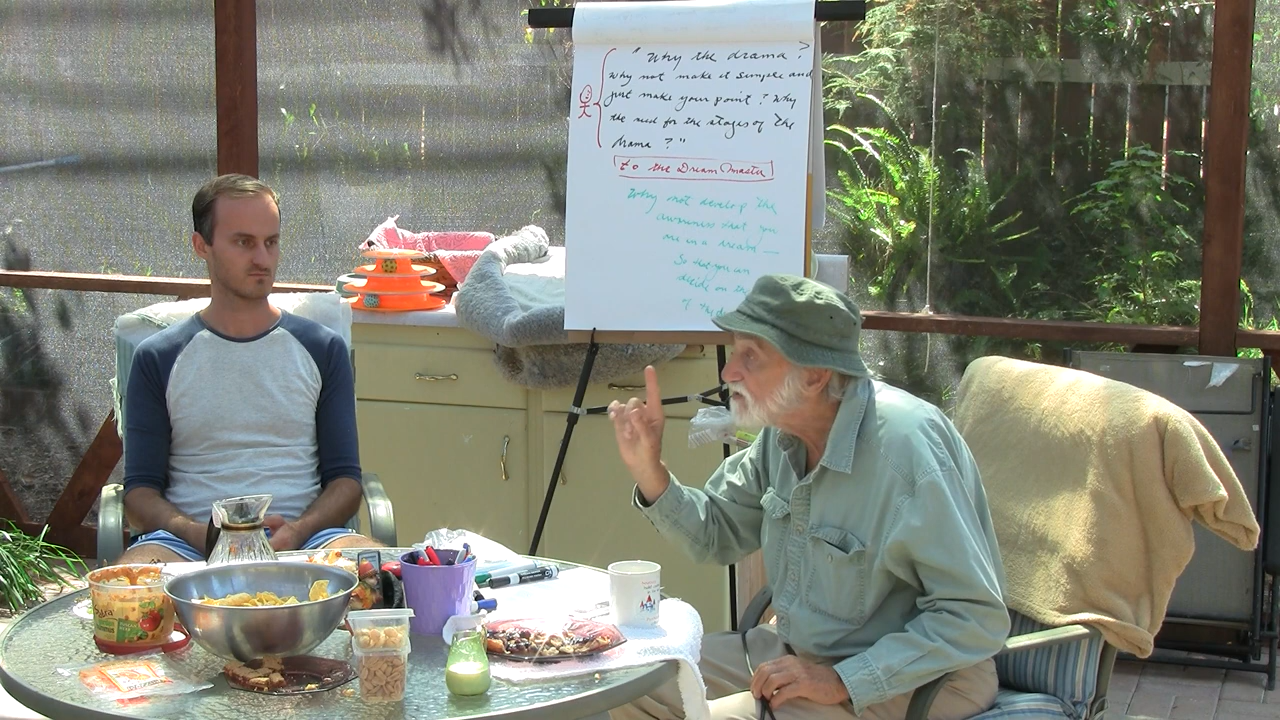 "Why the drama?
Why not make it simple and
just make your point? Why
the need for the stages of the
drama?"
to the Dream Master
Why not develop the
awareness that you
are in a
So that you can
decide on the
of